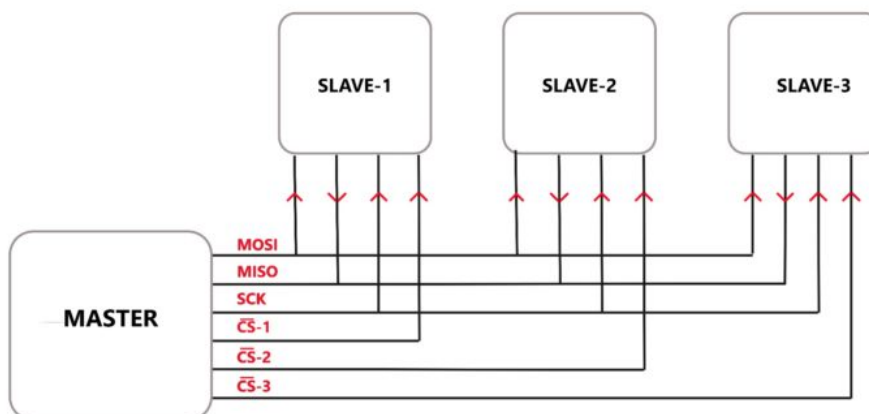 SLAVE-1
SLAVE-2
SLAVE-3
MASTER
MOSI
MISO
SCK
C̅S̅-1
C̅S̅-2
C̅S̅-3